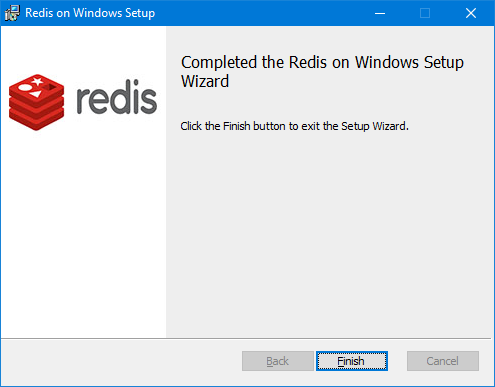 Redis on Windows Setup
redis
Completed the Redis on Windows Setup
Wizard
Click the Finish button to exit the Setup Wizard.
Back
Finish
Cancel